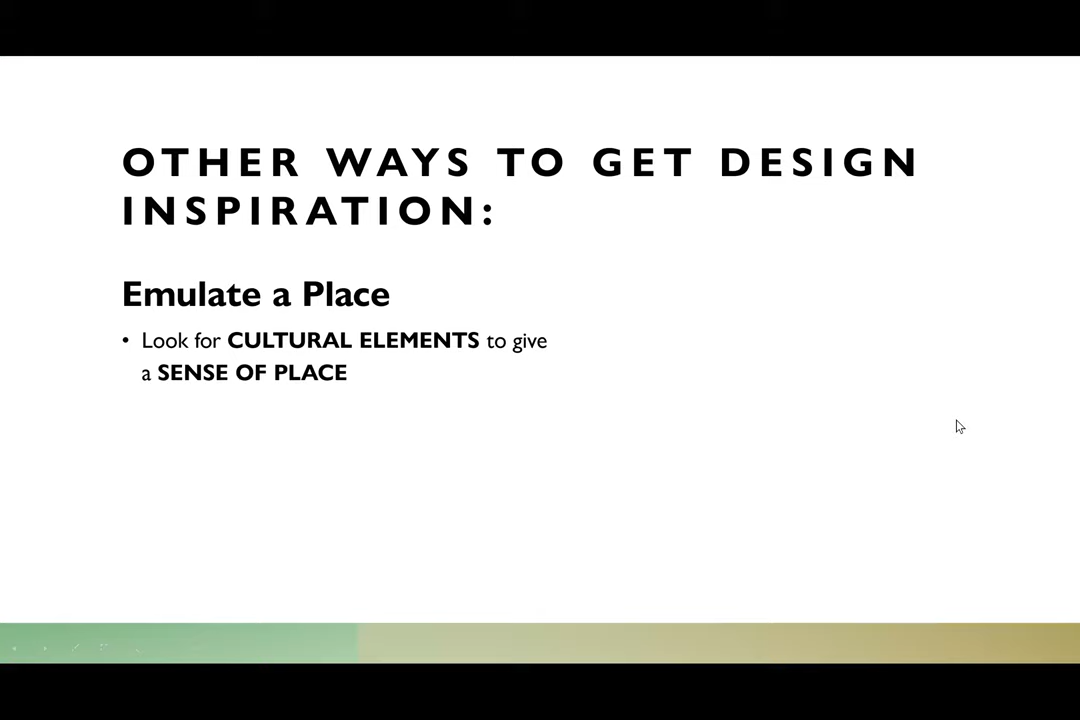 OTHER WAYS TO GET DESIGN
INSPIRATION:
Emulate a Place
• Look for CULTURAL ELEMENTS to give
a SENSE OF PLACE